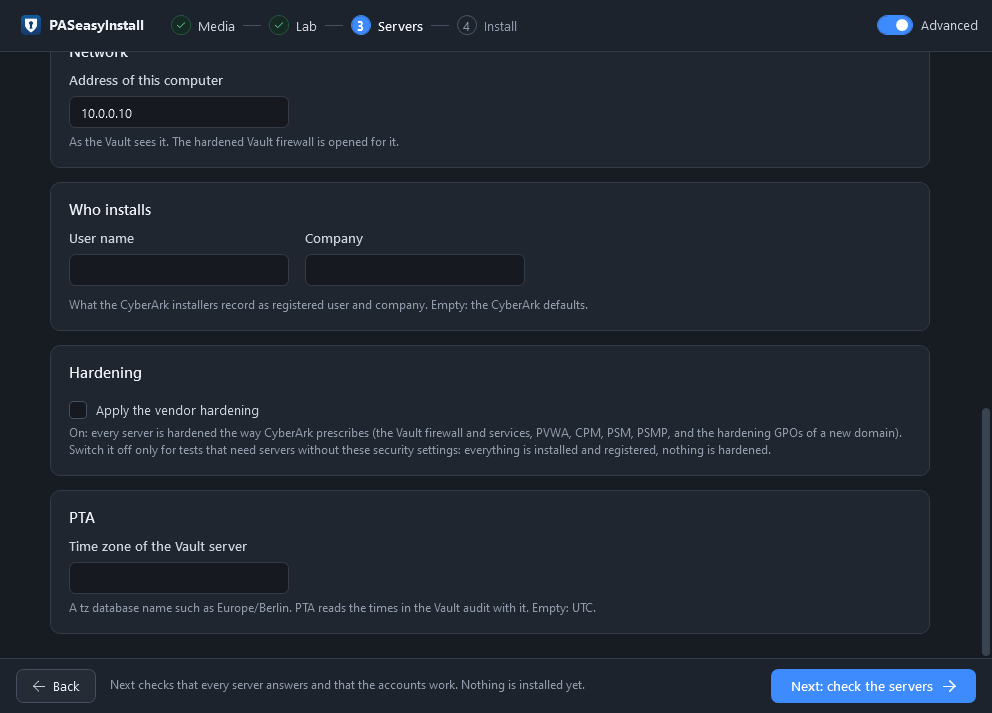 PASeasyInstall
Media
Lab
3 Servers
4 Install
Advanced
Network
Address of this computer
10.0.0.10
As the Vault sees it. The hardened Vault firewall is opened for it.
Who installs
User name
Company
What the CyberArk installers record as registered user and company. Empty: the CyberArk defaults.
Hardening
Apply the vendor hardening
On: every server is hardened the way CyberArk prescribes (the Vault firewall and services, PVWA, CPM, PSM, PSMP, and the hardening GPOs of a new domain).
Switch it off only for tests that need servers without these security settings: everything is installed and registered, nothing is hardened.
PTA
Time zone of the Vault server
A tz database name such as Europe/Berlin. PTA reads the times in the Vault audit with it. Empty: UTC.
Back
Next checks that every server answers and that the accounts work. Nothing is installed yet.
Next: check the servers